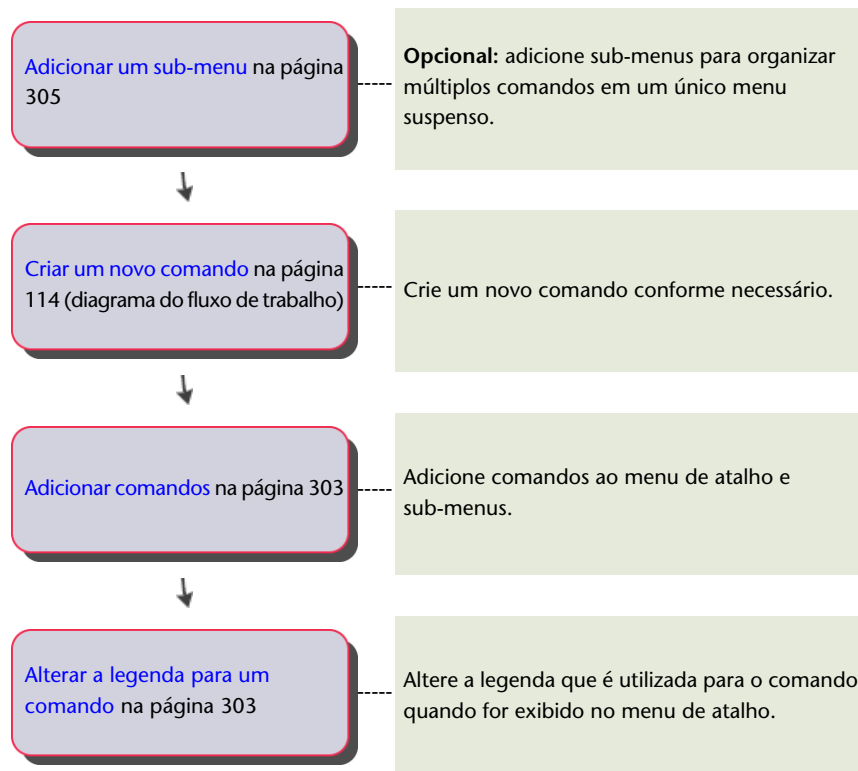 Adicionar um sub-menu na página
305
Opcional: adicione sub-menus para organizar
múltiplos comandos em um único menu
suspenso.
Criar um novo comando na página
114 (diagrama do fluxo de trabalho)
Crie um novo comando conforme necessário.
Adicionar comandos na página 303
Adicione comandos ao menu de atalho e
sub-menus.
Alterar a legenda para um
comando na página 303
Altere a legenda que é utilizada para o comando
quando for exibido no menu de atalho.